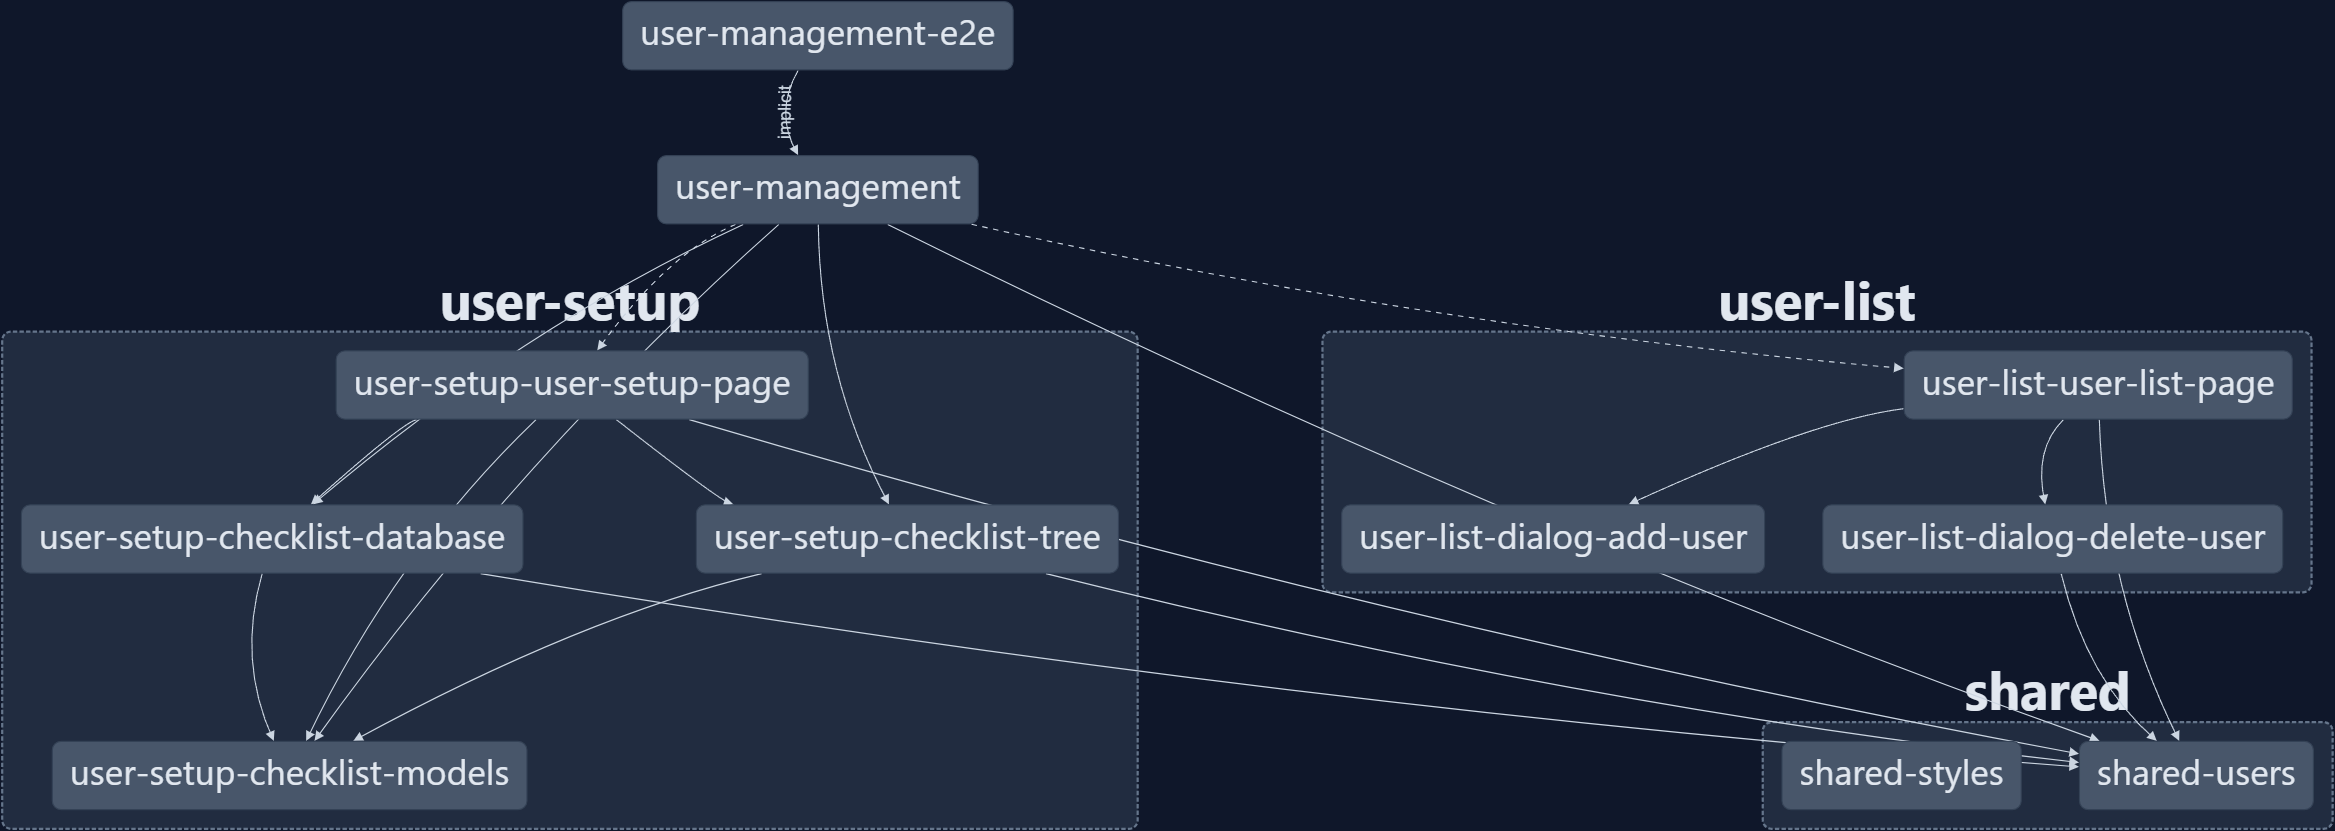 user-management-e2e
implicit
user-management
user-setup
user-list
user-setup-user-setup-page
user-list-user-list-page
user-setup-checklist-database
user-setup-checklist-tree
user-list-dialog-add-user
user-list-dialog-delete-user
shared
user-setup-checklist-models
shared-styles
shared-users